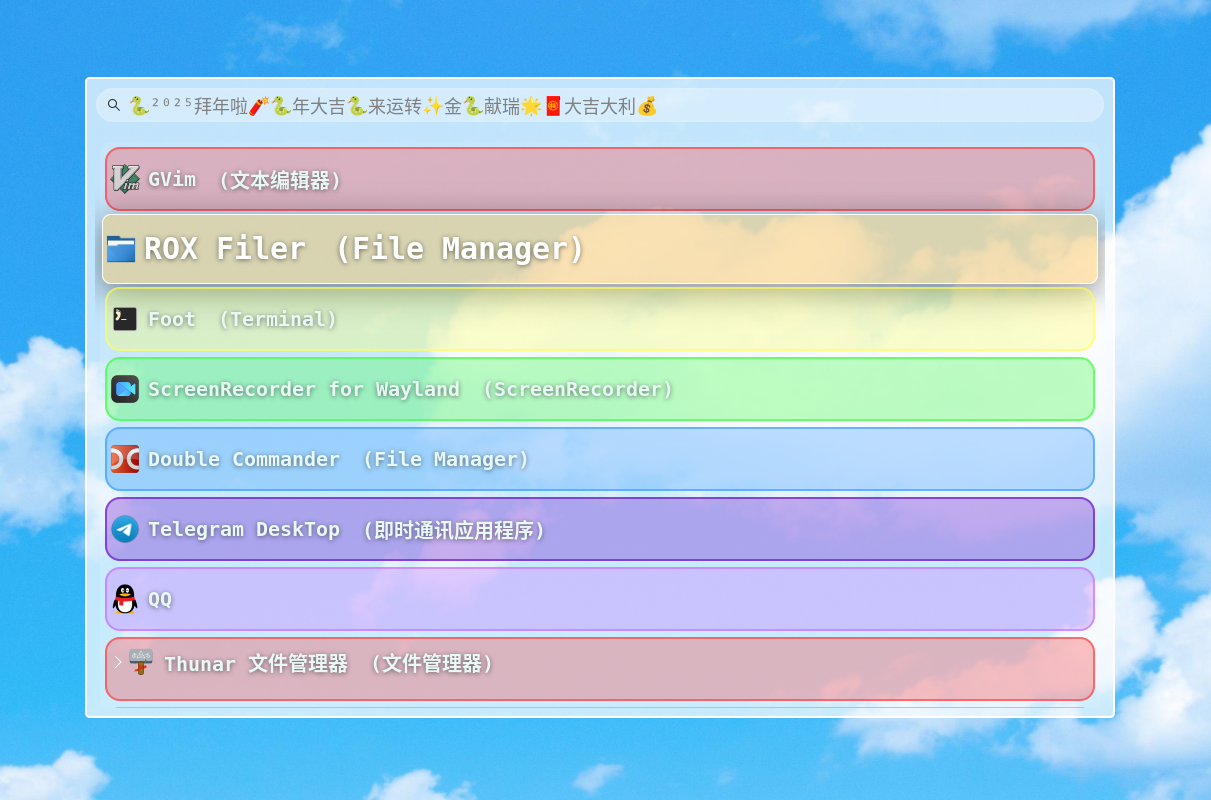 🐍²⁰²⁵拜年啦🧨🐍年大吉🐍来运转✨金🐍献瑞🌟🧧大吉大利💰
GVim （文本编辑器）
ROX Filer （File Manager）
Foot （Terminal）
ScreenRecorder for Wayland （ScreenRecorder）
Double Commander （File Manager）
Telegram DeskTop （即时通讯应用程序）
QQ
Thunar 文件管理器 （文件管理器）